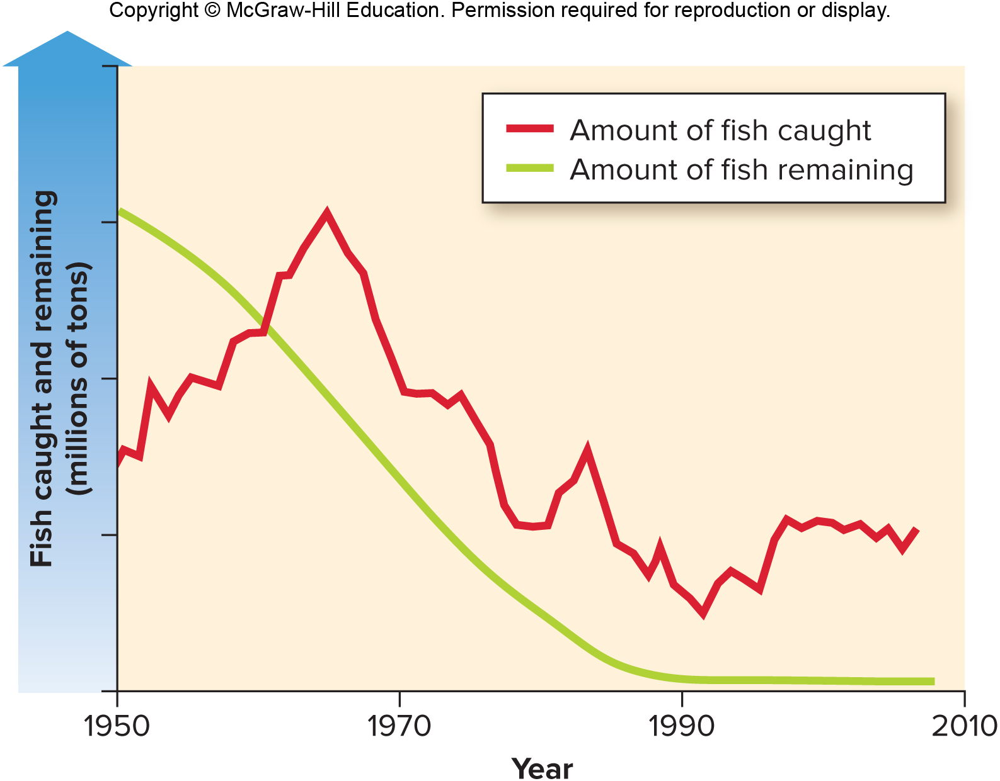 Copyright © McGraw-Hill Education. Permission required for reproduction or display.
Fish caught and remaining
(millions of tons)
Amount of fish caught
Amount of fish remaining
1950
1970
1990
2010
Year